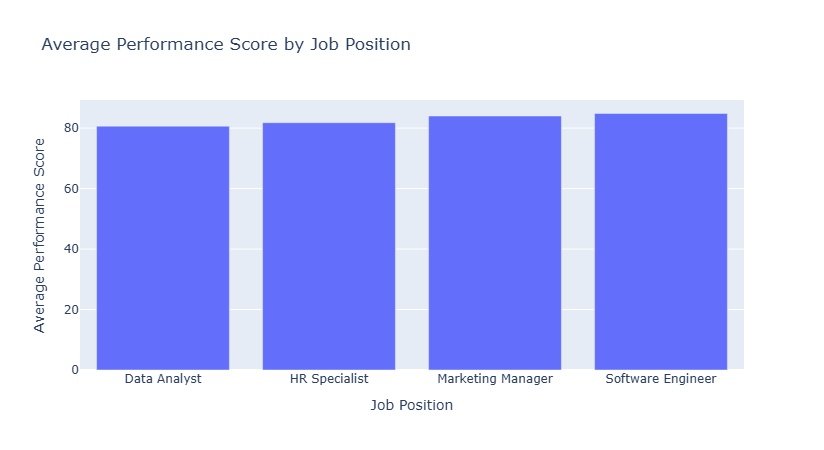 Average Performance Score by Job Position
Average Performance Score
80
60
40
20
0
Data Analyst
HR Specialist
Marketing Manager
Software Engineer
Job Position